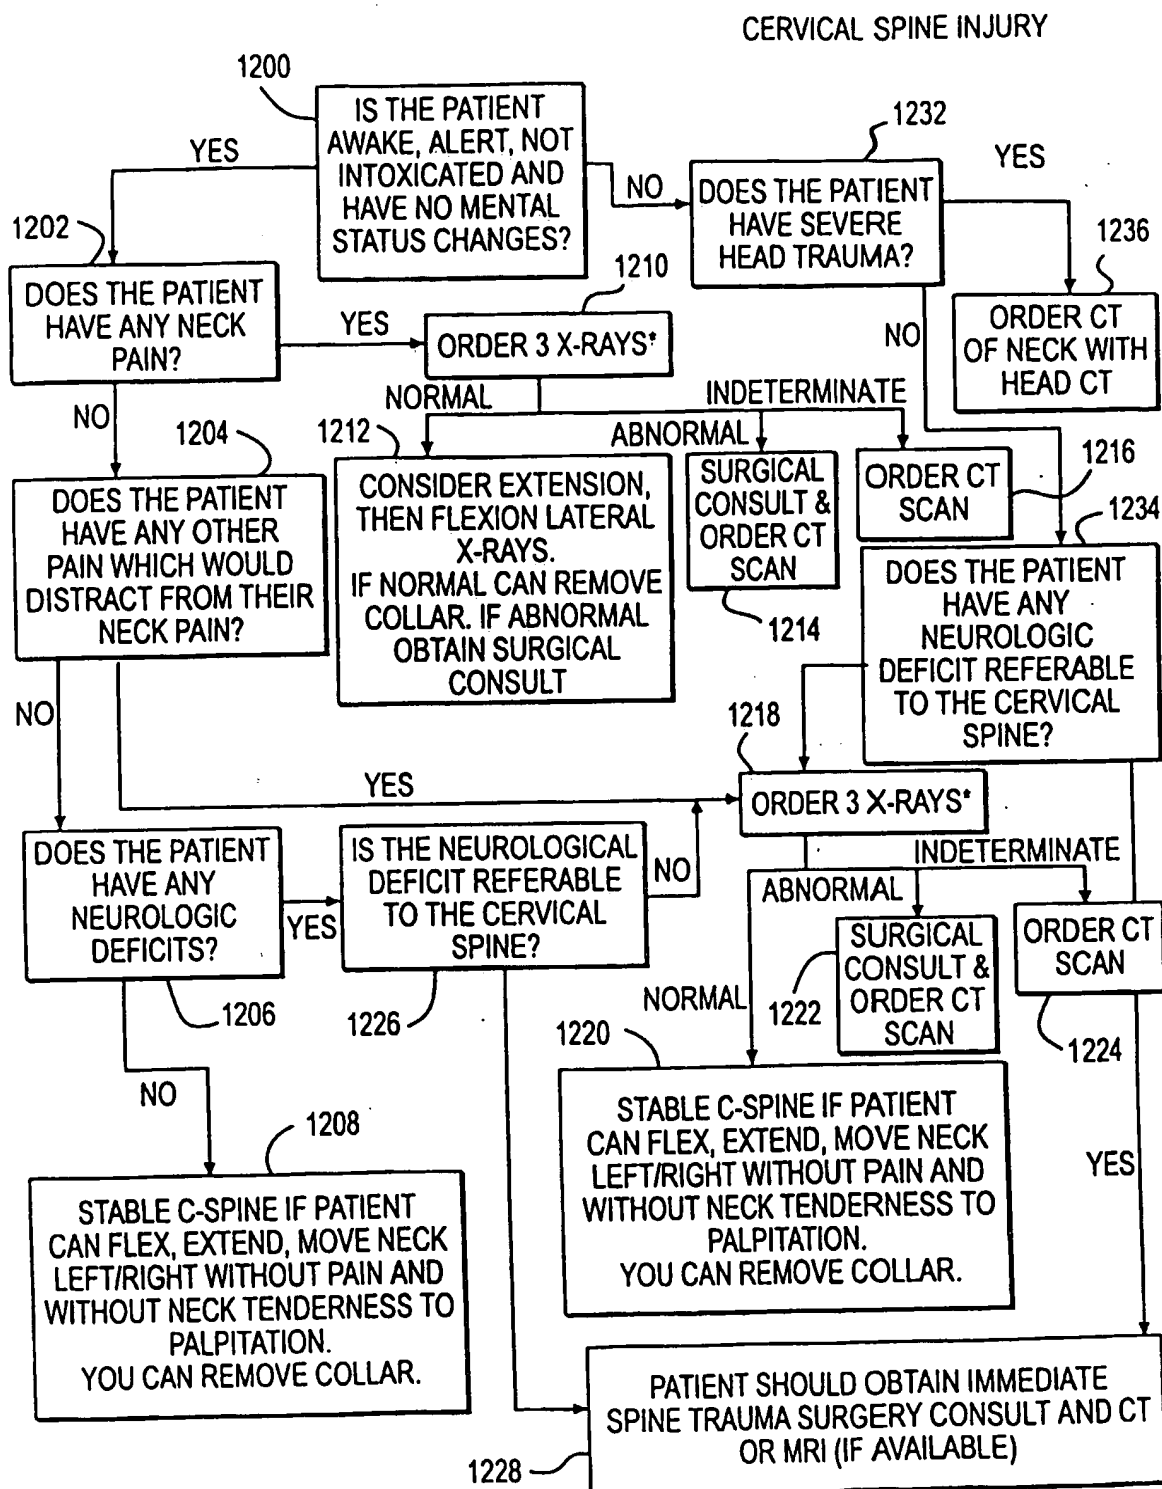 CERVICAL SPINE INJURY
1200
IS THE PATIENT
AWAKE, ALERT, NOT
INTOXICATED AND
HAVE NO MENTAL
STATUS CHANGES?
YES
NO
1232
DOES THE PATIENT
HAVE SEVERE
HEAD TRAUMA?
YES
NO
1236
ORDER CT
OF NECK WITH
HEAD CT
1202
DOES THE PATIENT
HAVE ANY NECK
PAIN?
YES
NO
1210
ORDER 3 X-RAYS*
NORMAL
ABNORMAL
INDETERMINATE
1212
CONSIDER EXTENSION,
THEN FLEXION LATERAL
X-RAYS.
IF NORMAL CAN REMOVE
COLLAR. IF ABNORMAL
OBTAIN SURGICAL
CONSULT
SURGICAL
CONSULT &
ORDER CT
SCAN
1214
ORDER CT
SCAN
1216
1204
DOES THE PATIENT
HAVE ANY OTHER
PAIN WHICH WOULD
DISTRACT FROM THEIR
NECK PAIN?
NO
YES
1234
DOES THE PATIENT
HAVE ANY
NEUROLOGIC
DEFICIT REFERABLE
TO THE CERVICAL
SPINE?
1218
ORDER 3 X-RAYS*
NORMAL
ABNORMAL
INDETERMINATE
DOES THE PATIENT
HAVE ANY
NEUROLOGIC
DEFICITS?
1206
YES
NO
IS THE NEUROLOGICAL
DEFICIT REFERABLE
TO THE CERVICAL
SPINE?
1226
NO
SURGICAL
CONSULT &
ORDER CT
SCAN
1222
ORDER CT
SCAN
1224
YES
1220
STABLE C-SPINE IF PATIENT
CAN FLEX, EXTEND, MOVE NECK
LEFT/RIGHT WITHOUT PAIN AND
WITHOUT NECK TENDERNESS TO
PALPITATION.
YOU CAN REMOVE COLLAR.
1208
STABLE C-SPINE IF PATIENT
CAN FLEX, EXTEND, MOVE NECK
LEFT/RIGHT WITHOUT PAIN AND
WITHOUT NECK TENDERNESS TO
PALPITATION.
YOU CAN REMOVE COLLAR.
PATIENT SHOULD OBTAIN IMMEDIATE
SPINE TRAUMA SURGERY CONSULT AND CT
OR MRI (IF AVAILABLE)
1228